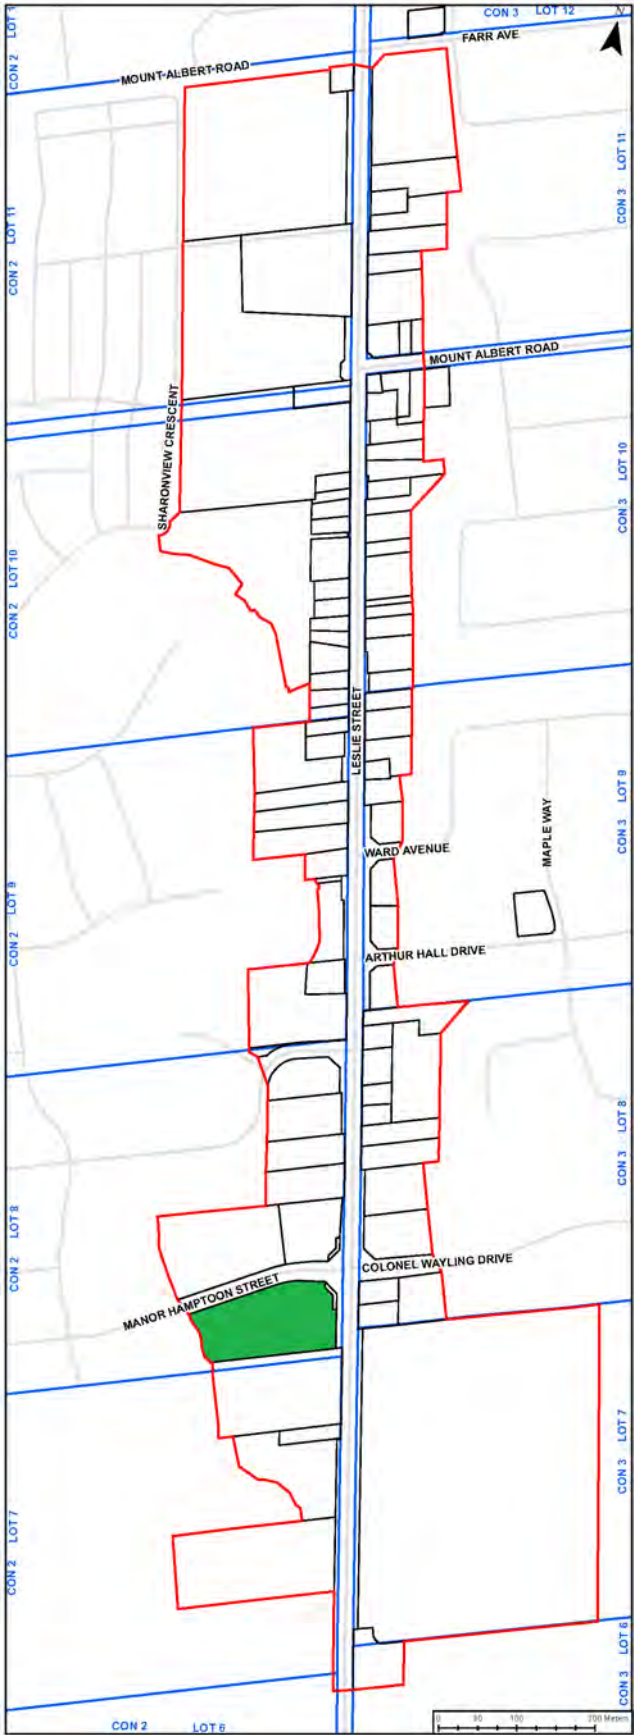 CON 3 LOT 12
N
CON 2 LOT 1
FARR AVE
MOUNT ALBERT ROAD
CON 3 LOT 11
CON 2 LOT 11
MOUNT ALBERT ROAD
SHARONVIEW CRESCENT
CON 3 LOT 10
CON 2 LOT 10
LESLIE STREET
CON 3 LOT 9
MAPLE WAY
WARD AVENUE
CON 2 LOT 9
ARTHUR HALL DRIVE
CON 3 LOT 8
CON 2 LOT 8
COLONEL WAYLING DRIVE
MANOR HAMPTOON STREET
CON 3 LOT 7
CON 2 LOT 7
CON 3 LOT 6
CON 2 LOT 6
0 50 100 200 Meters